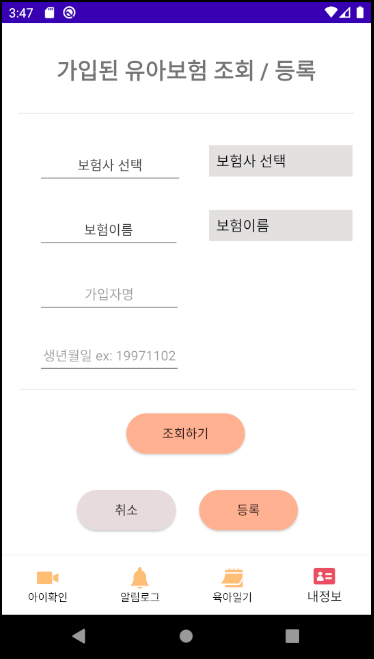 3:47
가입된 유아보험 조회 / 등록
보험사 선택 보험사 선택
보험이름 보험이름
가입자명
생년월일 ex: 19971102
조회하기
취소 등록
아이확인 알림로그 육아일기 내정보